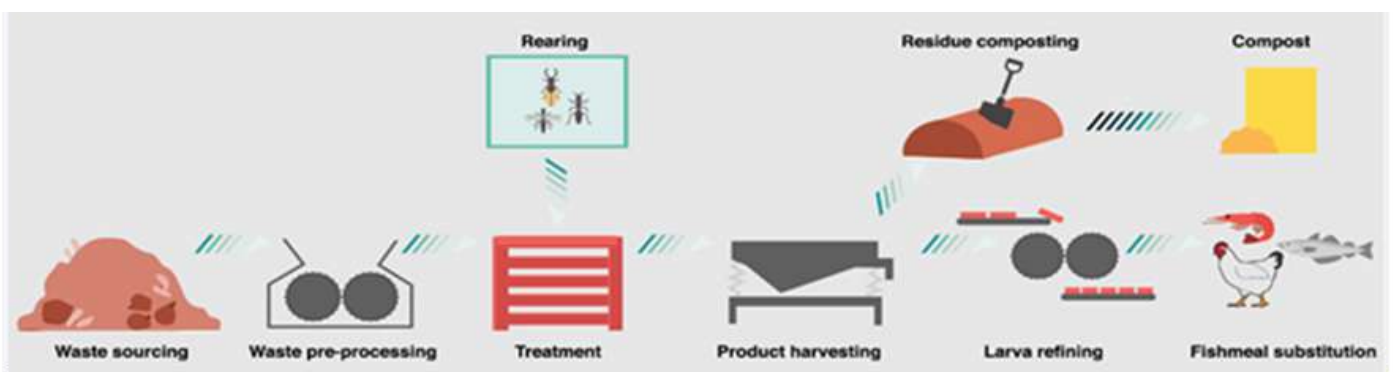 Rearing
Residue composting
Compost
Waste sourcing
Waste pre-processing
Treatment
Product harvesting
Larva refining
Fishmeal substitution